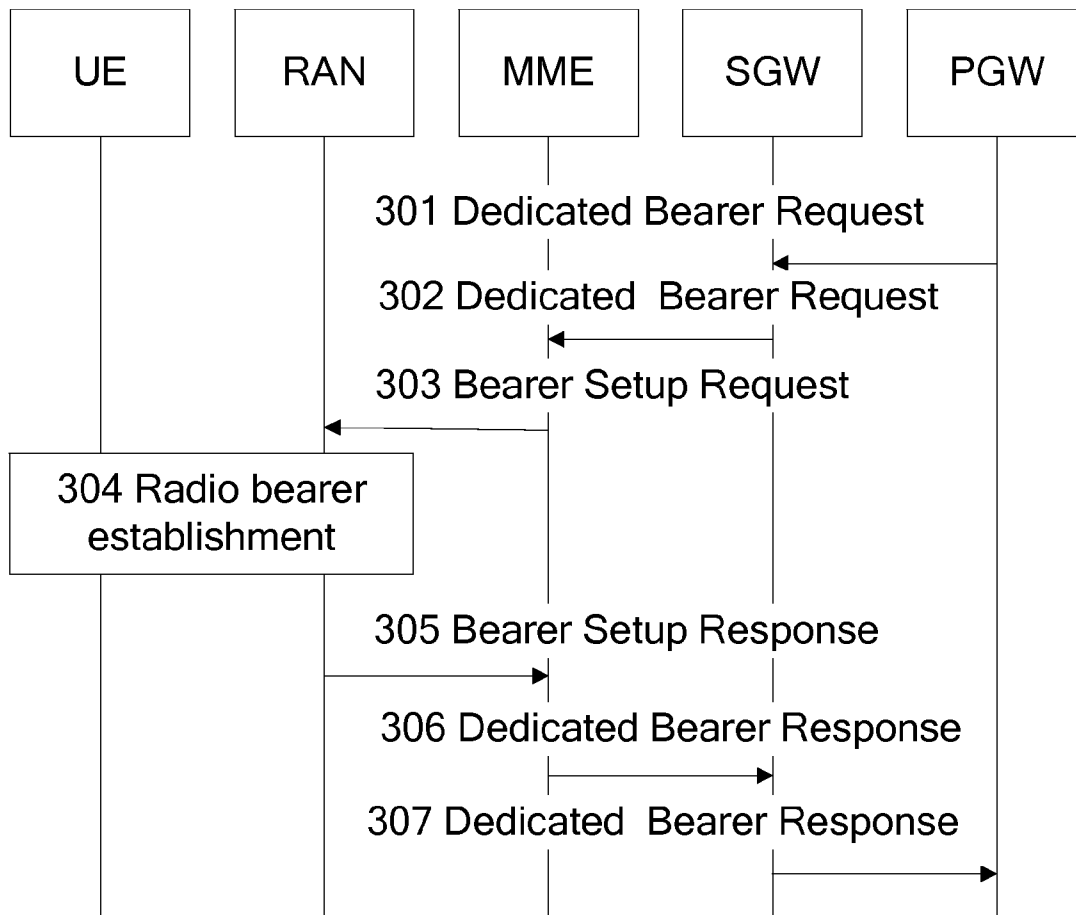 UE RAN MME SGW PGW
301 Dedicated Bearer Request
302 Dedicated Bearer Request
303 Bearer Setup Request
304 Radio bearer
establishment
305 Bearer Setup Response
306 Dedicated Bearer Response
307 Dedicated Bearer Response